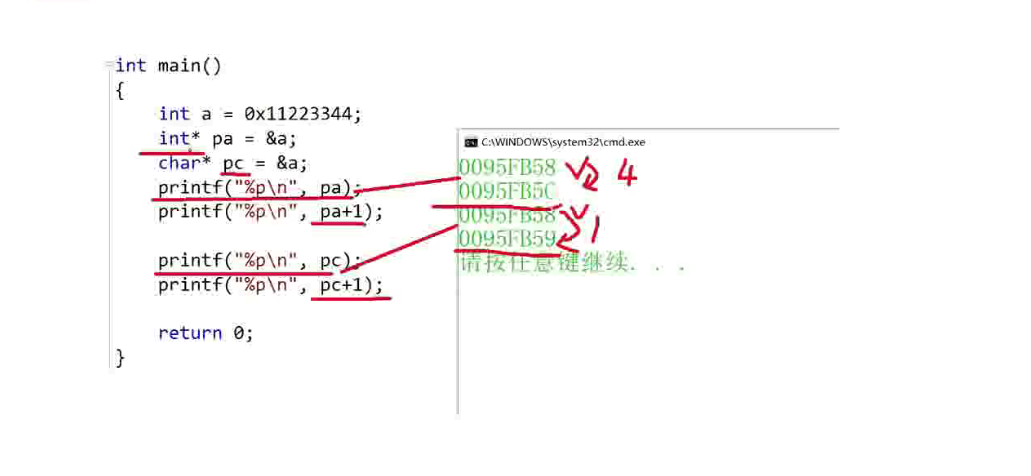 int main()
{
int a = 0x11223344;
int* pa = &a;
char* pc = &a;
printf("%p\n", pa);
printf("%p\n", pa+1);
printf("%p\n", pc);
printf("%p\n", pc+1);
return 0;
}
C:\WINDOWS\system32\cmd.exe
0095FB58
0095FB5C
0095FB58
0095FB59
请按任意键继续. . .
4
1